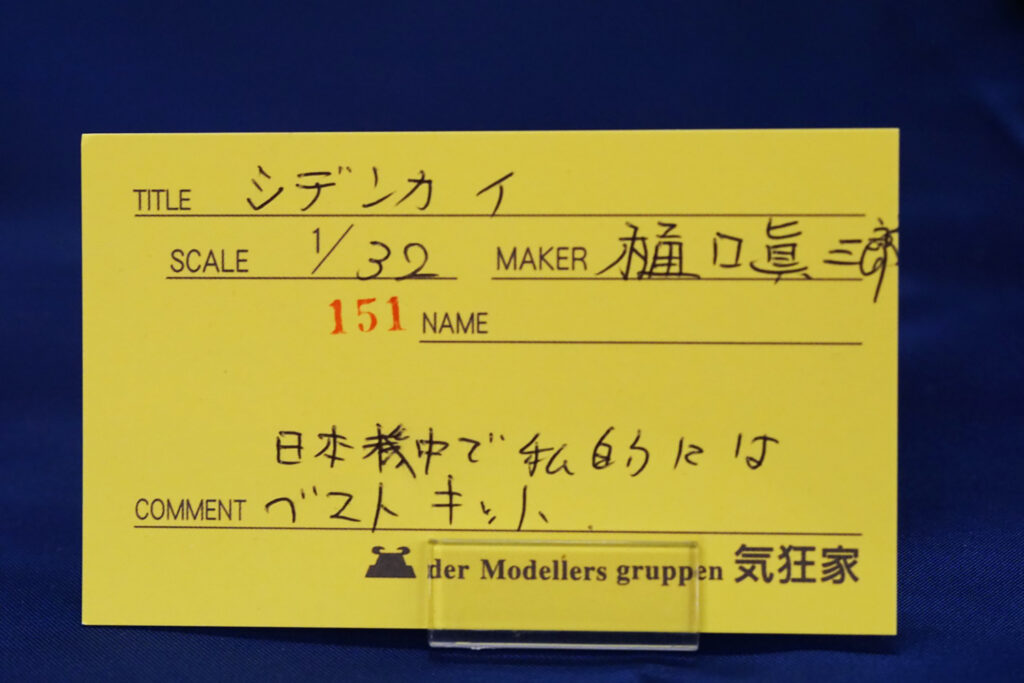 TITLE シデンカイ
SCALE 1/32 MAKER 樋口眞三郎
151 NAME
日本機中で私的には
COMMENT ベストキット.
der Modellers gruppen 気狂家